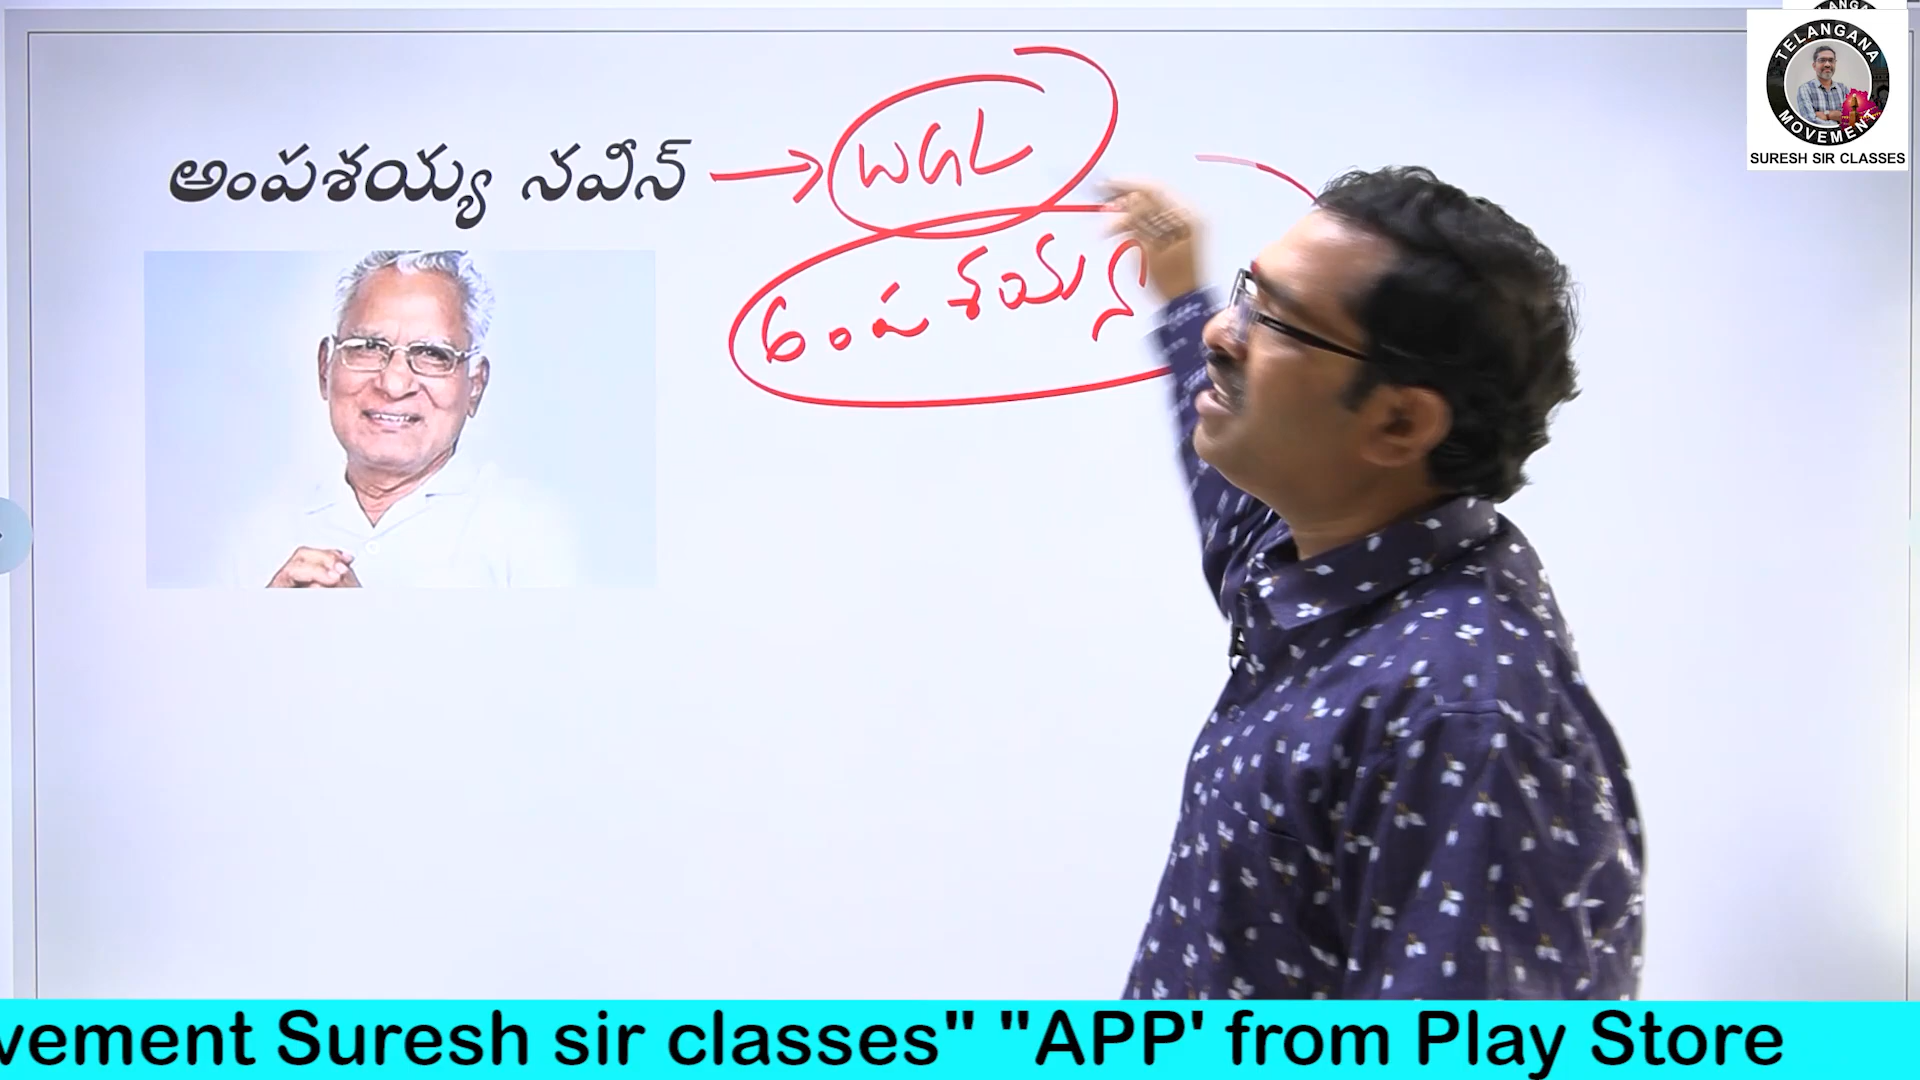 అంపశయ్య నవీన్
WGL
అంపశయ్య
TELANGANA
MOVEMENT
SURESH SIR CLASSES
vement Suresh sir classes" "APP' from Play Store